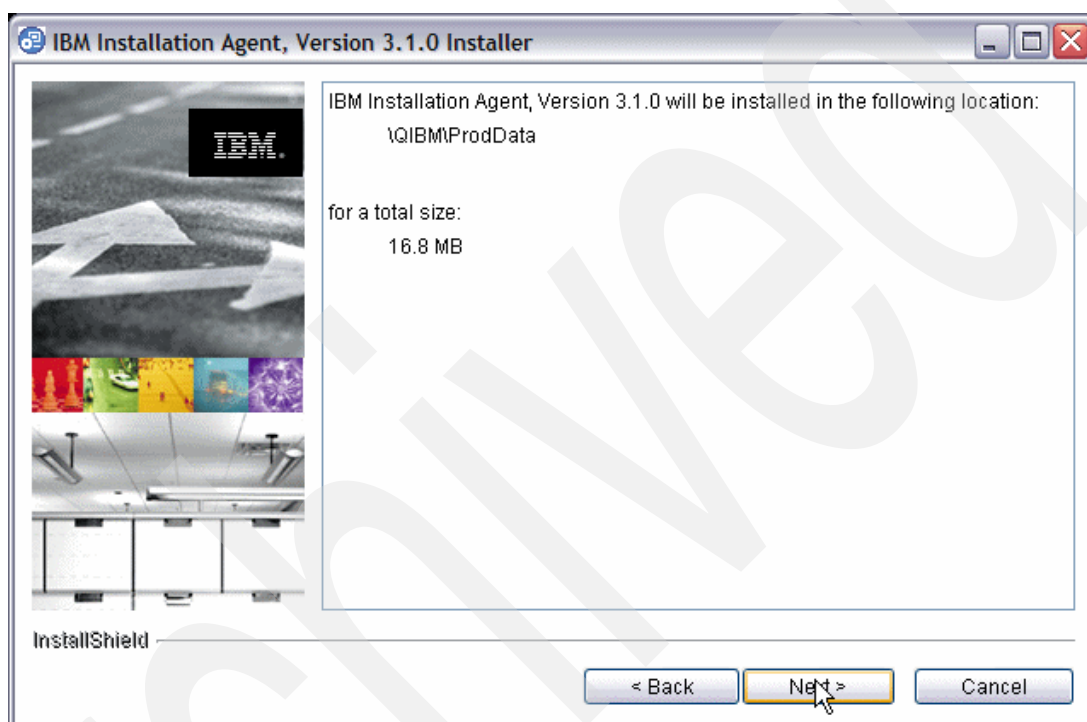 IBM Installation Agent, Version 3.1.0 Installer
IBM.
IBM Installation Agent, Version 3.1.0 will be installed in the following location:
\QIBM\ProdData
for a total size:
16.8 MB
InstallShield
< Back
Next >
Cancel